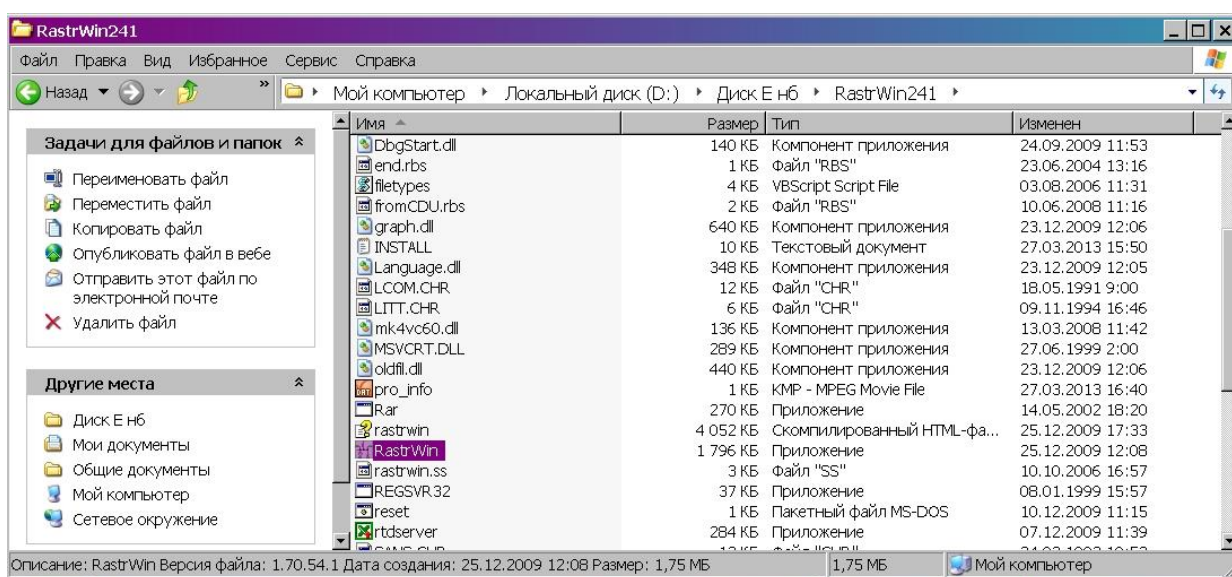 RastrWin241
Файл Правка Вид Избранное Сервис Справка
Назад » Мой компьютер Локальный диск (D:) Диск Е нб RastrWin241
Задачи для файлов и папок
Переименовать файл
Переместить файл
Копировать файл
Опубликовать файл в вебе
Отправить этот файл по
электронной почте
Удалить файл
Другие места
Диск Е нб
Мои документы
Общие документы
Мой компьютер
Сетевое окружение
Имя Размер Тип Изменен
DbgStart.dll 140 КБ Компонент приложения 24.09.2009 11:53
end.rbs 1 КБ Файл "RBS" 23.06.2004 13:16
filetypes 4 КБ VBScript Script File 03.08.2006 11:31
fromCDU.rbs 2 КБ Файл "RBS" 10.06.2008 11:16
graph.dll 640 КБ Компонент приложения 23.12.2009 12:06
INSTALL 10 КБ Текстовый документ 27.03.2013 15:50
Language.dll 348 КБ Компонент приложения 23.12.2009 12:05
LCOM.CHR 12 КБ Файл "CHR" 18.05.1991 9:00
LITT.CHR 6 КБ Файл "CHR" 09.11.1994 16:46
mk4vc60.dll 136 КБ Компонент приложения 13.03.2008 11:42
MSVCRT.DLL 289 КБ Компонент приложения 27.06.1999 2:00
oldfil.dll 440 КБ Компонент приложения 23.12.2009 12:06
pro_info 1 КБ KMP - MPEG Movie File 27.03.2013 16:40
Rar 270 КБ Приложение 14.05.2002 18:20
rastrwin 4 052 КБ Скомпилированный HTML-фа... 25.12.2009 17:33
RastrWin 1 796 КБ Приложение 25.12.2009 12:08
rastrwin.ss 3 КБ Файл "SS" 10.10.2006 16:57
REGSVR32 37 КБ Приложение 08.01.1999 15:57
reset 1 КБ Пакетный файл MS-DOS 10.12.2009 11:15
rtdserver 284 КБ Приложение 07.12.2009 11:39
Описание: RastrWin Версия файла: 1.70.54.1 Дата создания: 25.12.2009 12:08 Размер: 1,75 МБ 1,75 МБ Мой компьютер